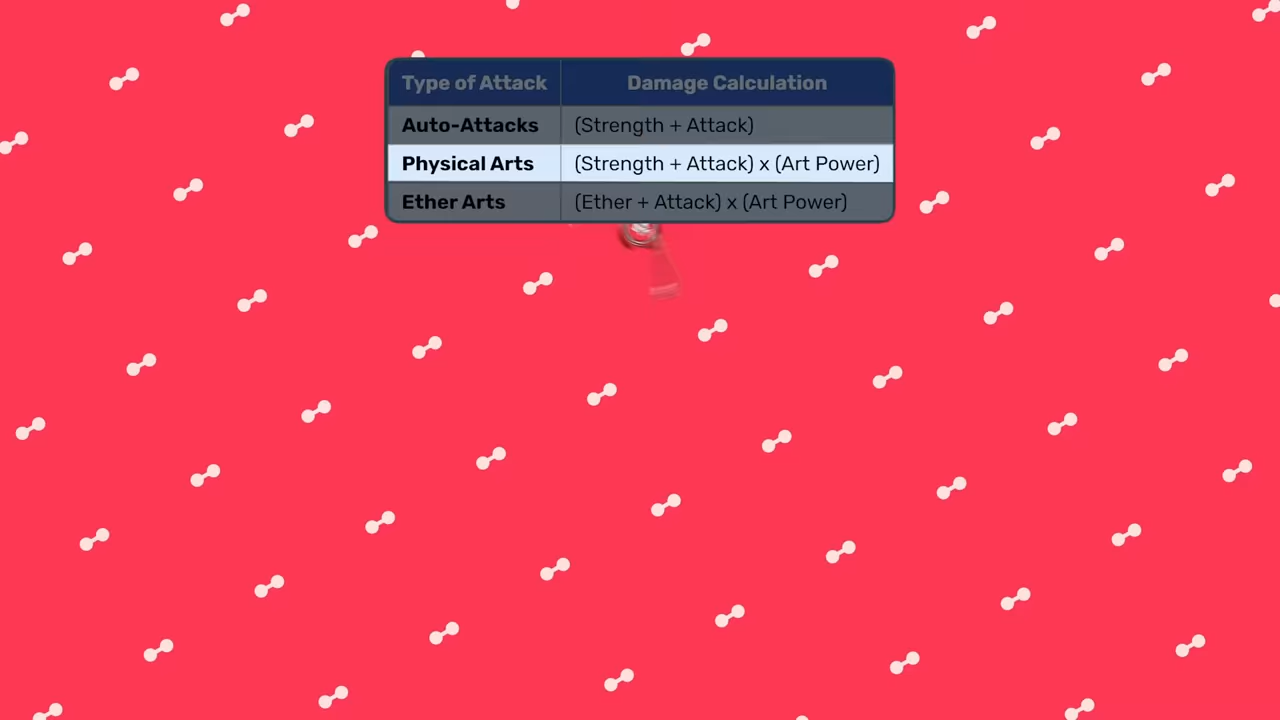 Type of Attack Damage Calculation
Auto-Attacks (Strength + Attack)
Physical Arts (Strength + Attack) x (Art Power)
Ether Arts (Ether + Attack) x (Art Power)